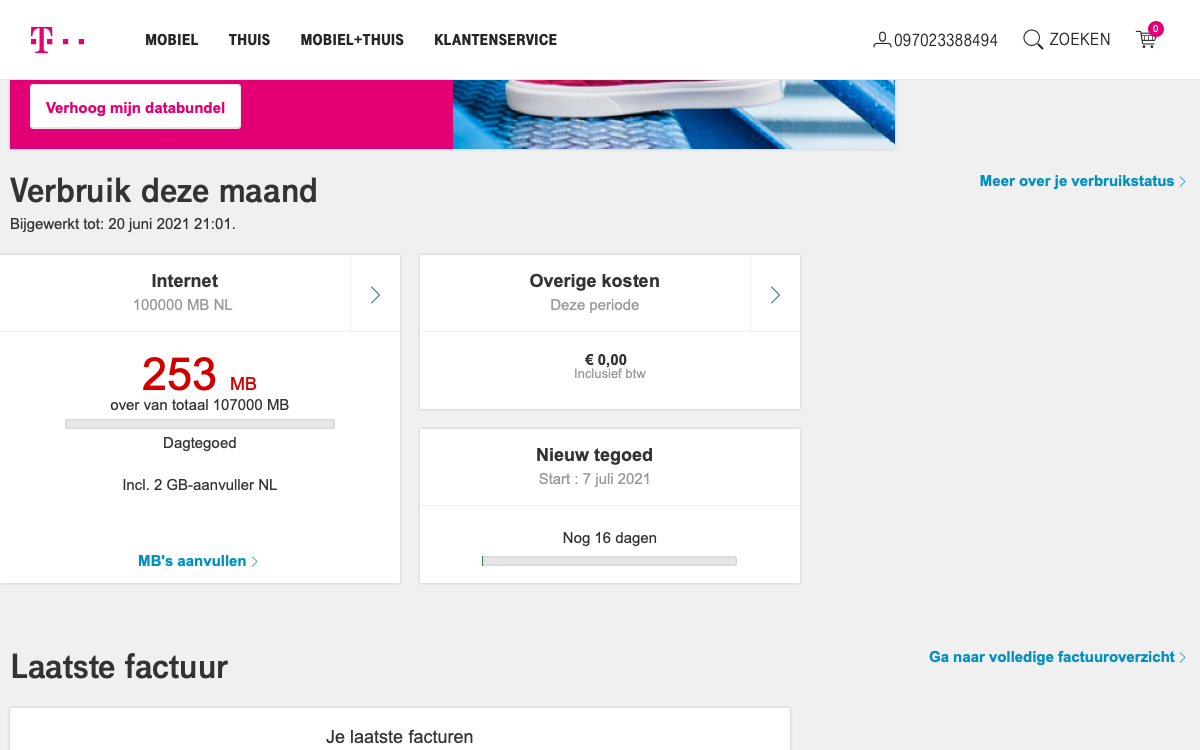 T
MOBIEL THUIS MOBIEL+THUIS KLANTENSERVICE
097023388494
ZOEKEN
0
Verhoog mijn databundel
Verbruik deze maand
Meer over je verbruikstatus
Bijgewerkt tot: 20 juni 2021 21:01.
Internet
100000 MB NL
253 MB
over van totaal 107000 MB
Dagtegoed
Incl. 2 GB-aanvuller NL
MB's aanvullen
Overige kosten
Deze periode
€ 0,00
Inclusief btw
Nieuw tegoed
Start : 7 juli 2021
Nog 16 dagen
Laatste factuur
Ga naar volledige factuuroverzicht
Je laatste facturen